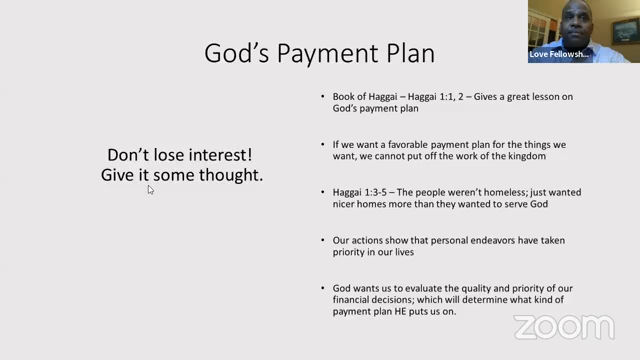 God's Payment Plan
Love Fellowsh...
Don't lose interest!
Give it some thought.
• Book of Haggai – Haggai 1:1, 2 – Gives a great lesson on
God's payment plan
• If we want a favorable payment plan for the things we
want, we cannot put off the work of the kingdom
• Haggai 1:3-5 – The people weren't homeless; just wanted
nicer homes more than they wanted to serve God
• Our actions show that personal endeavors have taken
priority in our lives
• God wants us to evaluate the quality and priority of our
financial decisions; which will determine what kind of
payment plan HE puts us on.
zoom